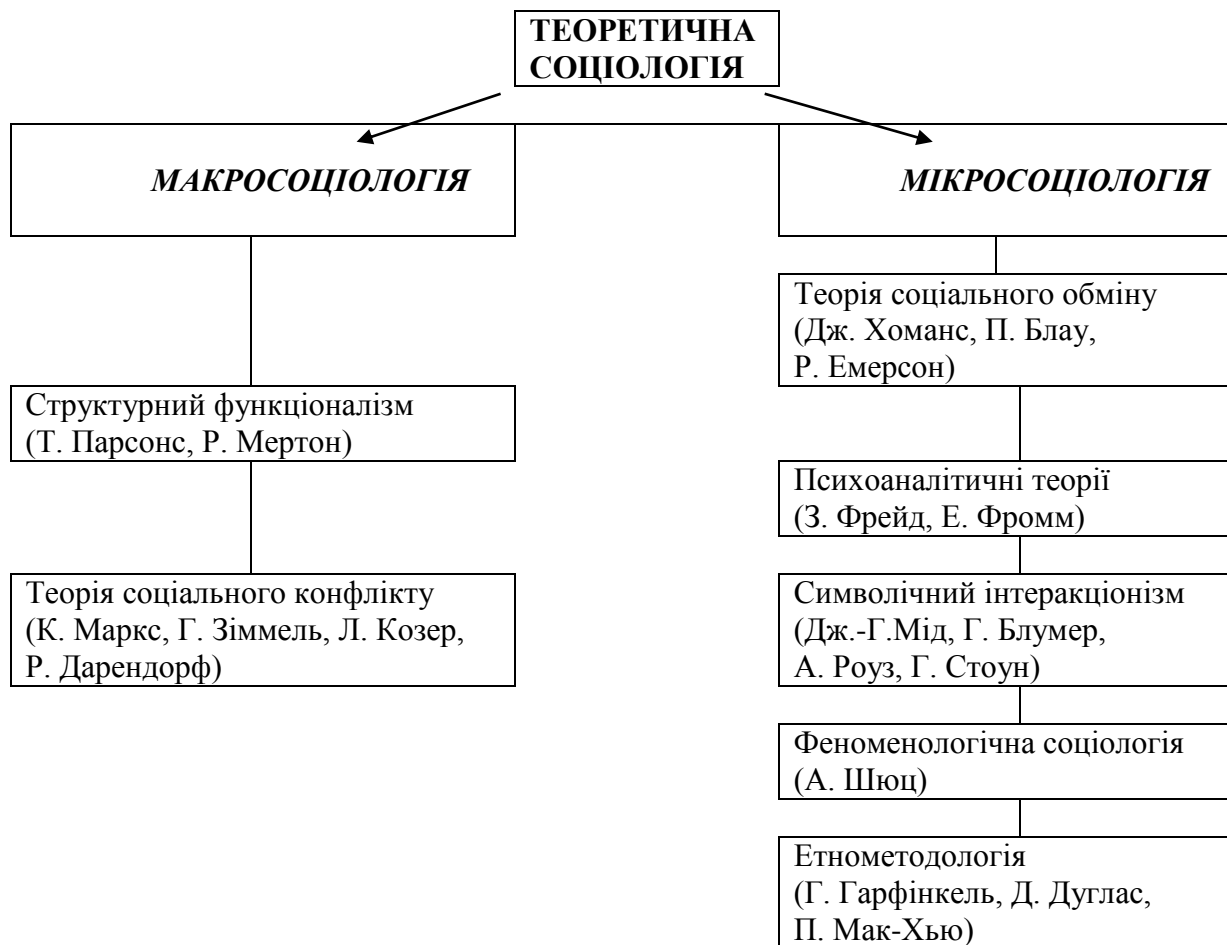 ТЕОРЕТИЧНА
СОЦІОЛОГІЯ
МАКРОСОЦІОЛОГІЯ
Структурний функціоналізм
(Т. Парсонс, Р. Мертон)
Теорія соціального конфлікту
(К. Маркс, Г. Зіммель, Л. Козер,
Р. Дарендорф)
МІКРОСОЦІОЛОГІЯ
Теорія соціального обміну
(Дж. Хоманс, П. Блау,
Р. Емерсон)
Психоаналітичні теорії
(З. Фрейд, Е. Фромм)
Символічний інтеракціонізм
(Дж.-Г.Мід, Г. Блумер,
А. Роуз, Г. Стоун)
Феноменологічна соціологія
(А. Шюц)
Етнометодологія
(Г. Гарфінкель, Д. Дуглас,
П. Мак-Хью)